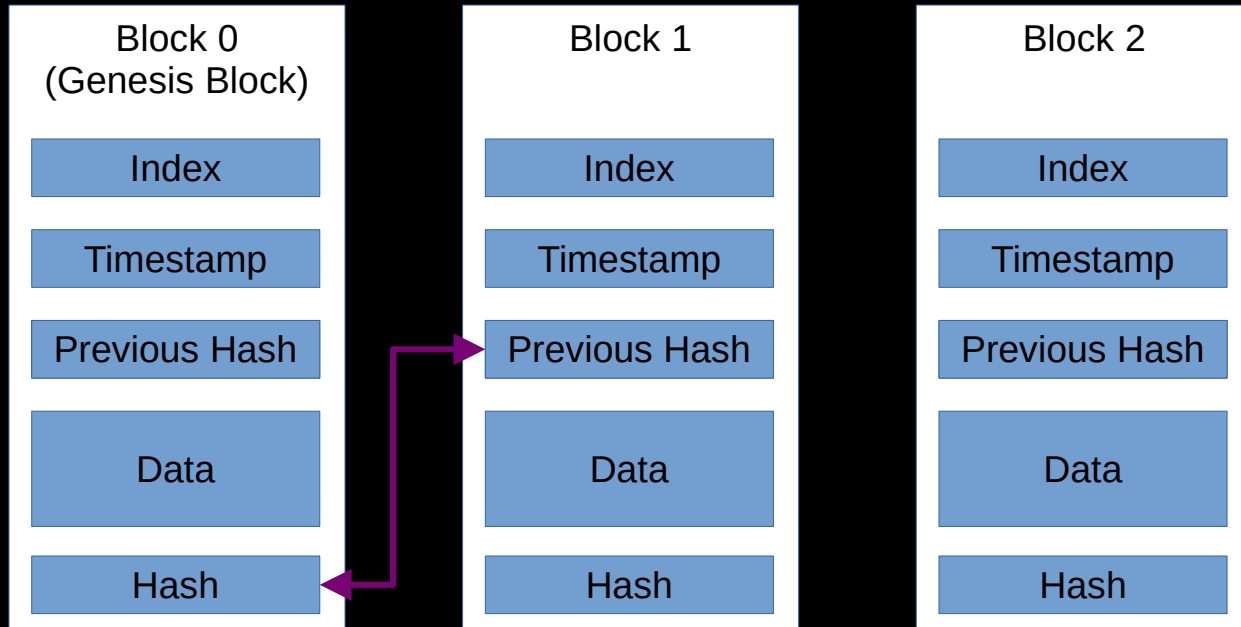 Block 0
(Genesis Block)
Index
Timestamp
Previous Hash
Data
Hash
Block 1
Index
Timestamp
Previous Hash
Data
Hash
Block 2
Index
Timestamp
Previous Hash
Data
Hash